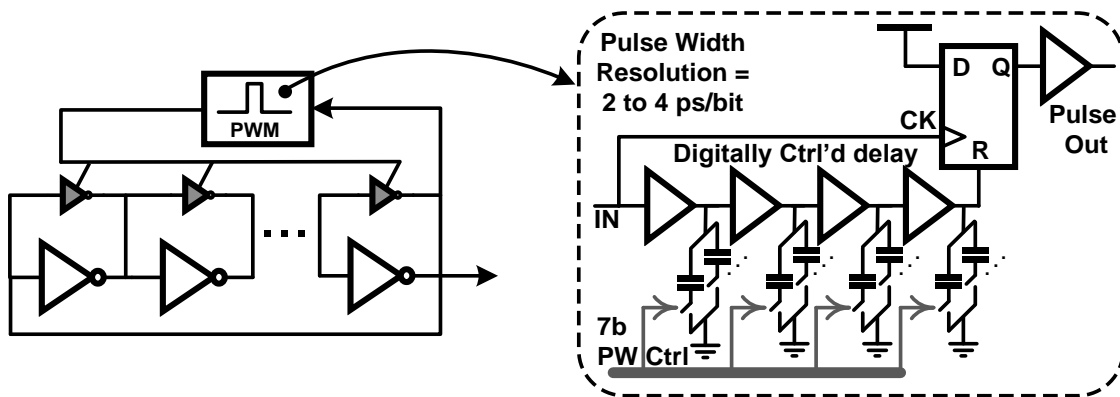 PWM
Pulse Width
Resolution =
2 to 4 ps/bit
D Q
CK
R
Pulse
Out
Digitally Ctrl'd delay
IN
7b
PW Ctrl